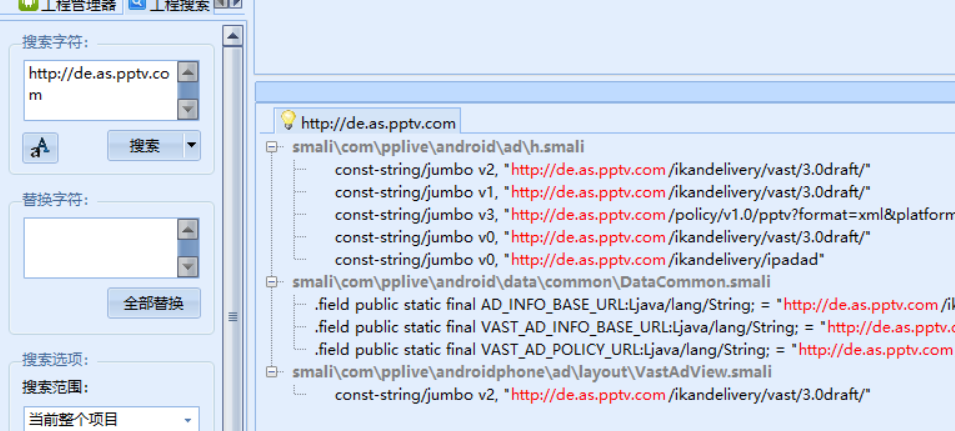 工程管理器 工程搜索
搜索字符:
http://de.as.pptv.co
m
aA
搜索
替换字符:
全部替换
搜索选项:
搜索范围:
当前整个项目
http://de.as.pptv.com
smali\com\pplive\android\ad\h.smali
const-string/jumbo v2, "http://de.as.pptv.com/ikandelivery/vast/3.0draft/"
const-string/jumbo v1, "http://de.as.pptv.com/ikandelivery/vast/3.0draft/"
const-string/jumbo v3, "http://de.as.pptv.com/policy/v1.0/pptv?format=xml&platform
const-string/jumbo v0, "http://de.as.pptv.com/ikandelivery/vast/3.0draft/"
const-string/jumbo v0, "http://de.as.pptv.com/ikandelivery/ipadad"
smali\com\pplive\android\data\common\DataCommon.smali
.field public static final AD_INFO_BASE_URL:Ljava/lang/String; = "http://de.as.pptv.com/ik
.field public static final VAST_AD_INFO_BASE_URL:Ljava/lang/String; = "http://de.as.pptv.c
.field public static final VAST_AD_POLICY_URL:Ljava/lang/String; = "http://de.as.pptv.com
smali\com\pplive\androidphone\ad\layout\VastAdView.smali
const-string/jumbo v2, "http://de.as.pptv.com/ikandelivery/vast/3.0draft/"